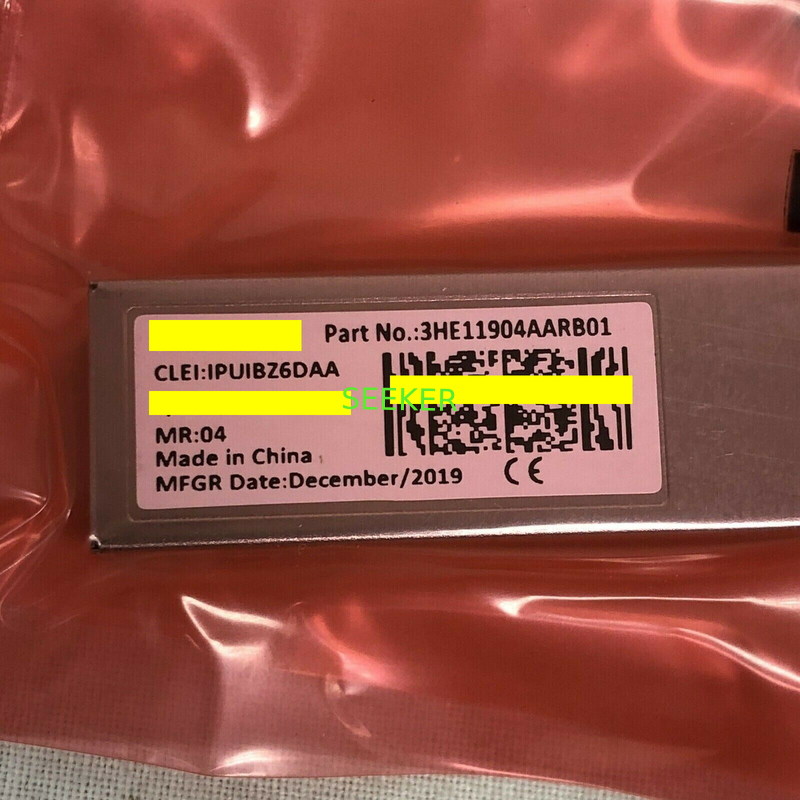 Part No.:3HE11904AARB01
CLEI:IPUIBZ6DAA
SEEKER
MR:04
Made in China
MFGR Date:December/2019
CE